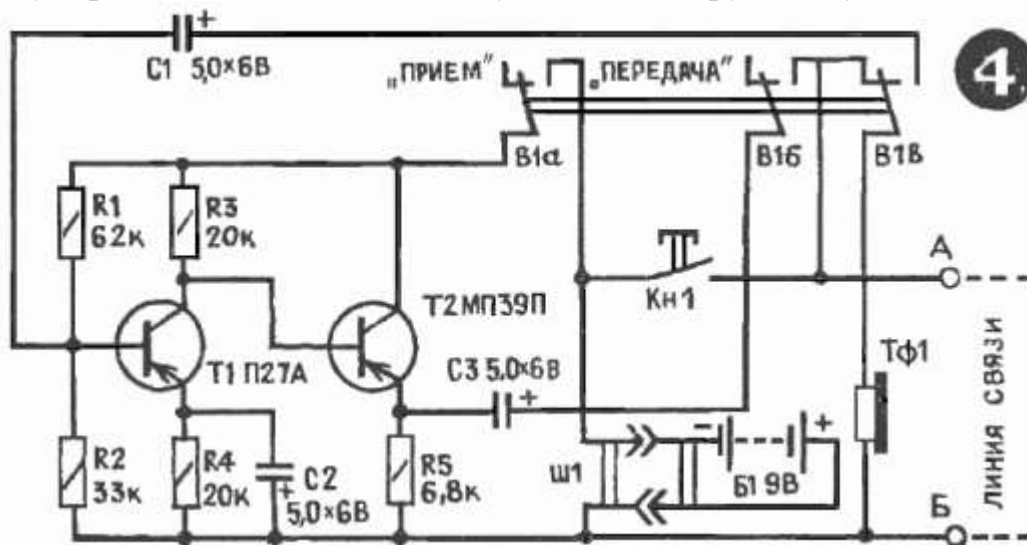 4.
C1 5,0×6В
„ПРИЕМ"
„ПЕРЕДАЧА"
В1а
В1б
В1в
R1
62к
R3
20к
Т1 П27А
Т2 МП39П
Кн1
А
С3 5,0×6В
Тф1
R2
33к
R4
20к
С2
5,0×6В
R5
6,8к
Ш1
Б1 9В
Б
ЛИНИЯ СВЯЗИ